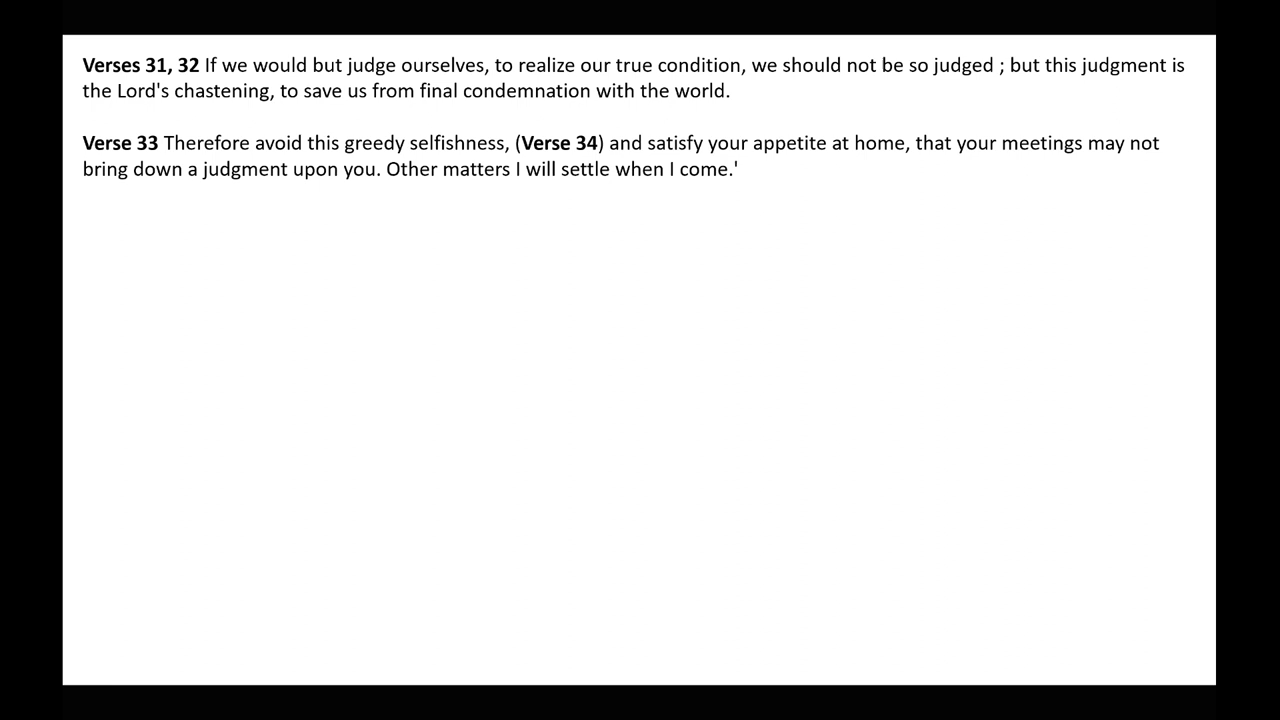 Verses 31, 32 If we would but judge ourselves, to realize our true condition, we should not be so judged ; but this judgment is
the Lord's chastening, to save us from final condemnation with the world.
Verse 33 Therefore avoid this greedy selfishness, (Verse 34) and satisfy your appetite at home, that your meetings may not
bring down a judgment upon you. Other matters I will settle when I come.'